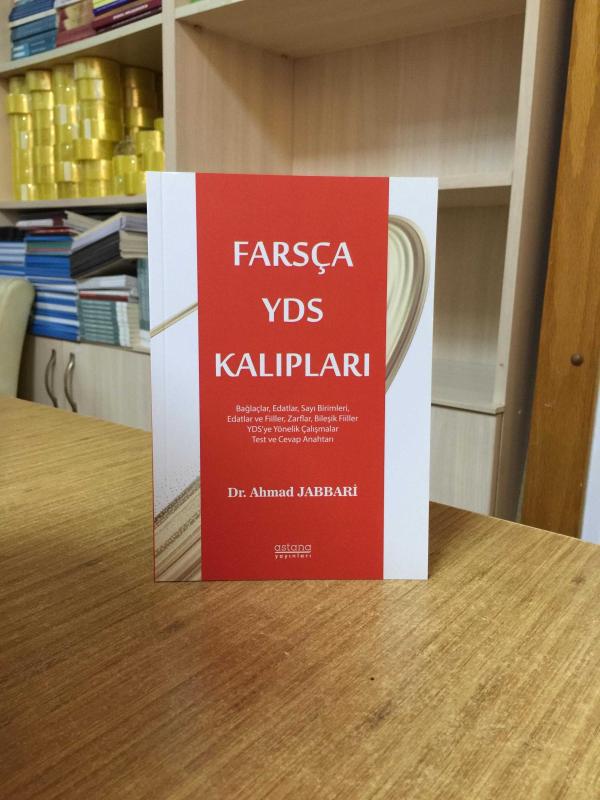 FARSÇA
YDS
KALIPLARI
Bağlaçlar, Edatlar, Sayı Birimleri,
Edatlar ve Fiiller, Zarflar, Bileşik Fiiller
YDS'ye Yönelik Çalışmalar
Test ve Cevap Anahtarı
Dr. Ahmad JABBARİ
astana
yayınları